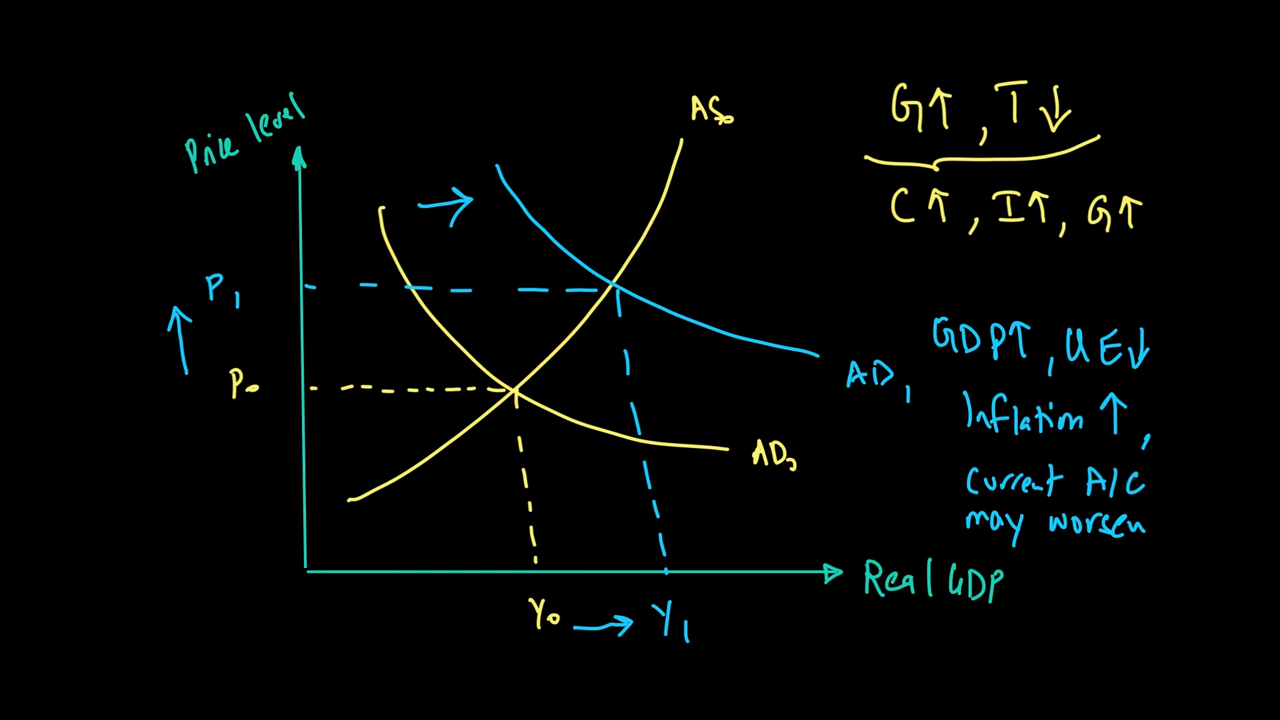 Price level
AS₀
G↑, T↓
C↑, I↑, G↑
P₁
P₀
AD₁
AD₀
GDP↑, UE↓
Inflation ↑,
Current A/C
may worsen
Real GDP
Y₀ → Y₁